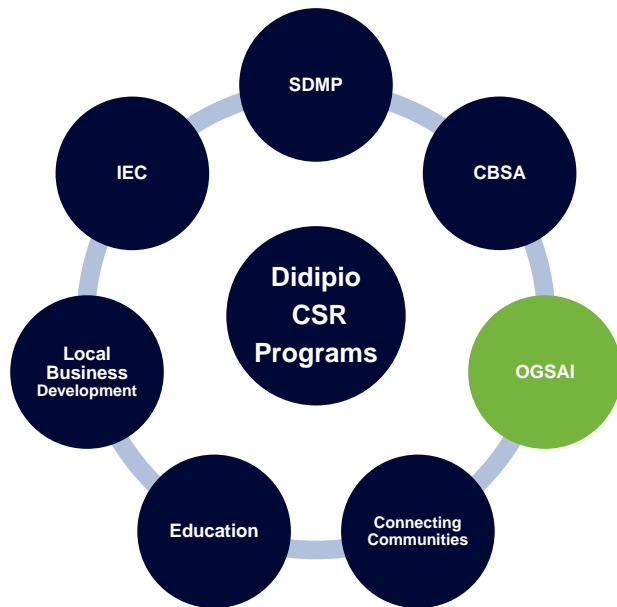 SDMP
IEC
CBSA
Didipio
CSR
Programs
Local
Business
Development
OGSAI
Education
Connecting
Communities